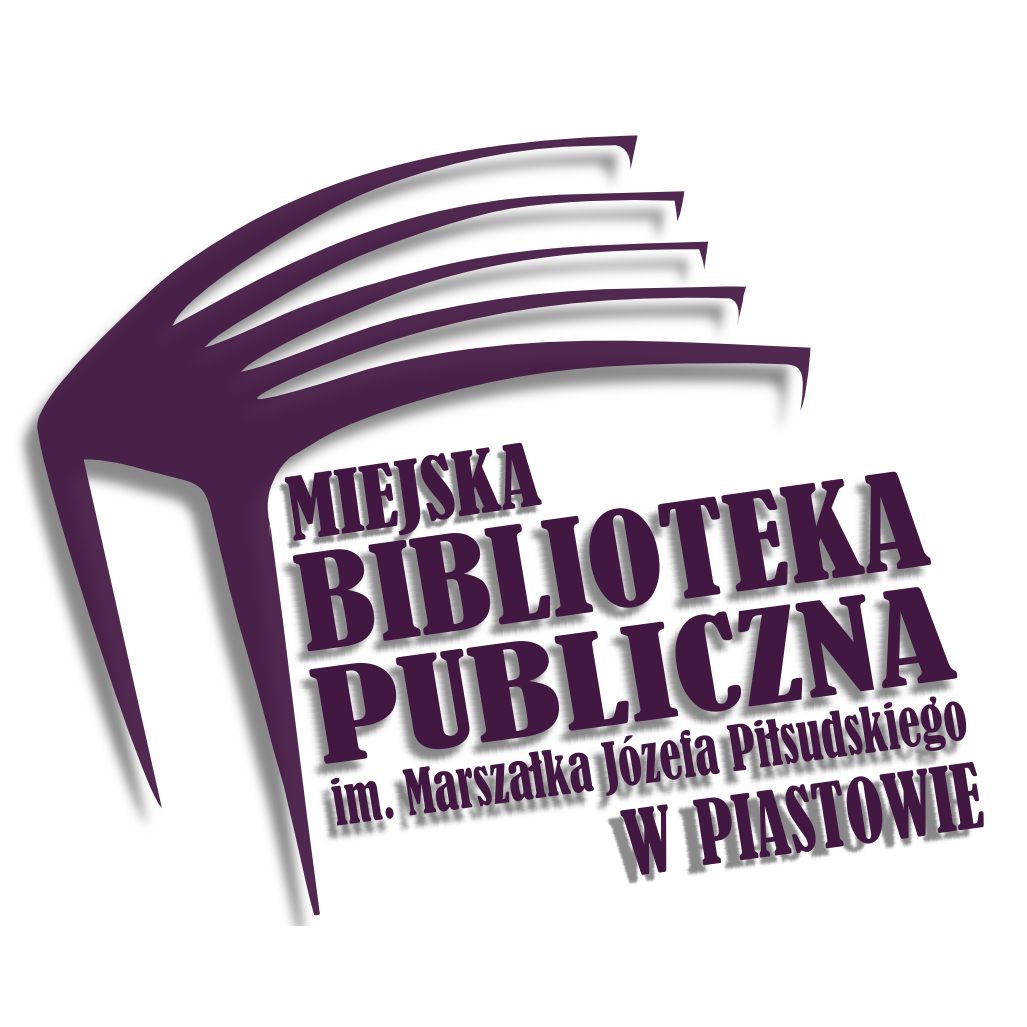 MIEJSKA
BIBLIOTEKA
PUBLICZNA
im. Marszałka Józefa Piłsudskiego
W PIASTOWIE